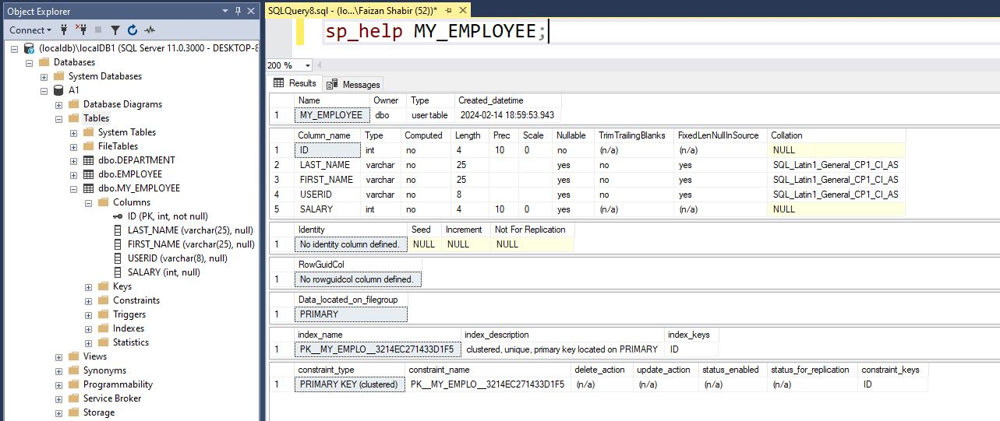 Object Explorer
Connect
(localdb)\localDB1 (SQL Server 11.0.3000 - DESKTOP-8
Databases
System Databases
A1
Database Diagrams
Tables
System Tables
FileTables
dbo.DEPARTMENT
dbo.EMPLOYEE
dbo.MY_EMPLOYEE
Columns
ID (PK, int, not null)
LAST_NAME (varchar(25), null)
FIRST_NAME (varchar(25), null)
USERID (varchar(8), null)
SALARY (int, null)
Keys
Constraints
Triggers
Indexes
Statistics
Views
Synonyms
Programmability
Service Broker
Storage
SQLQuery8.sql - (lo...\Faizan Shabir (52))*
sp_help MY_EMPLOYEE;
200 %
Results Messages
Name Owner Type Created_datetime
1 MY_EMPLOYEE dbo user table 2024-02-14 18:59:53.943
Column_name Type Computed Length Prec Scale Nullable TrimTrailingBlanks FixedLenNullInSource Collation
1 ID int no 4 10 0 no (n/a) (n/a) NULL
2 LAST_NAME varchar no 25 yes no yes SQL_Latin1_General_CP1_CI_AS
3 FIRST_NAME varchar no 25 yes no yes SQL_Latin1_General_CP1_CI_AS
4 USERID varchar no 8 yes no yes SQL_Latin1_General_CP1_CI_AS
5 SALARY int no 4 10 0 yes (n/a) (n/a) NULL
Identity Seed Increment Not For Replication
1 No identity column defined. NULL NULL NULL
RowGuidCol
1 No rowguidcol column defined.
Data_located_on_filegroup
1 PRIMARY
index_name index_description index_keys
1 PK__MY_EMPLO__3214EC271433D1F5 clustered, unique, primary key located on PRIMARY ID
constraint_type constraint_name delete_action update_action status_enabled status_for_replication constraint_keys
1 PRIMARY KEY (clustered) PK__MY_EMPLO__3214EC271433D1F5 (n/a) (n/a) (n/a) (n/a) ID